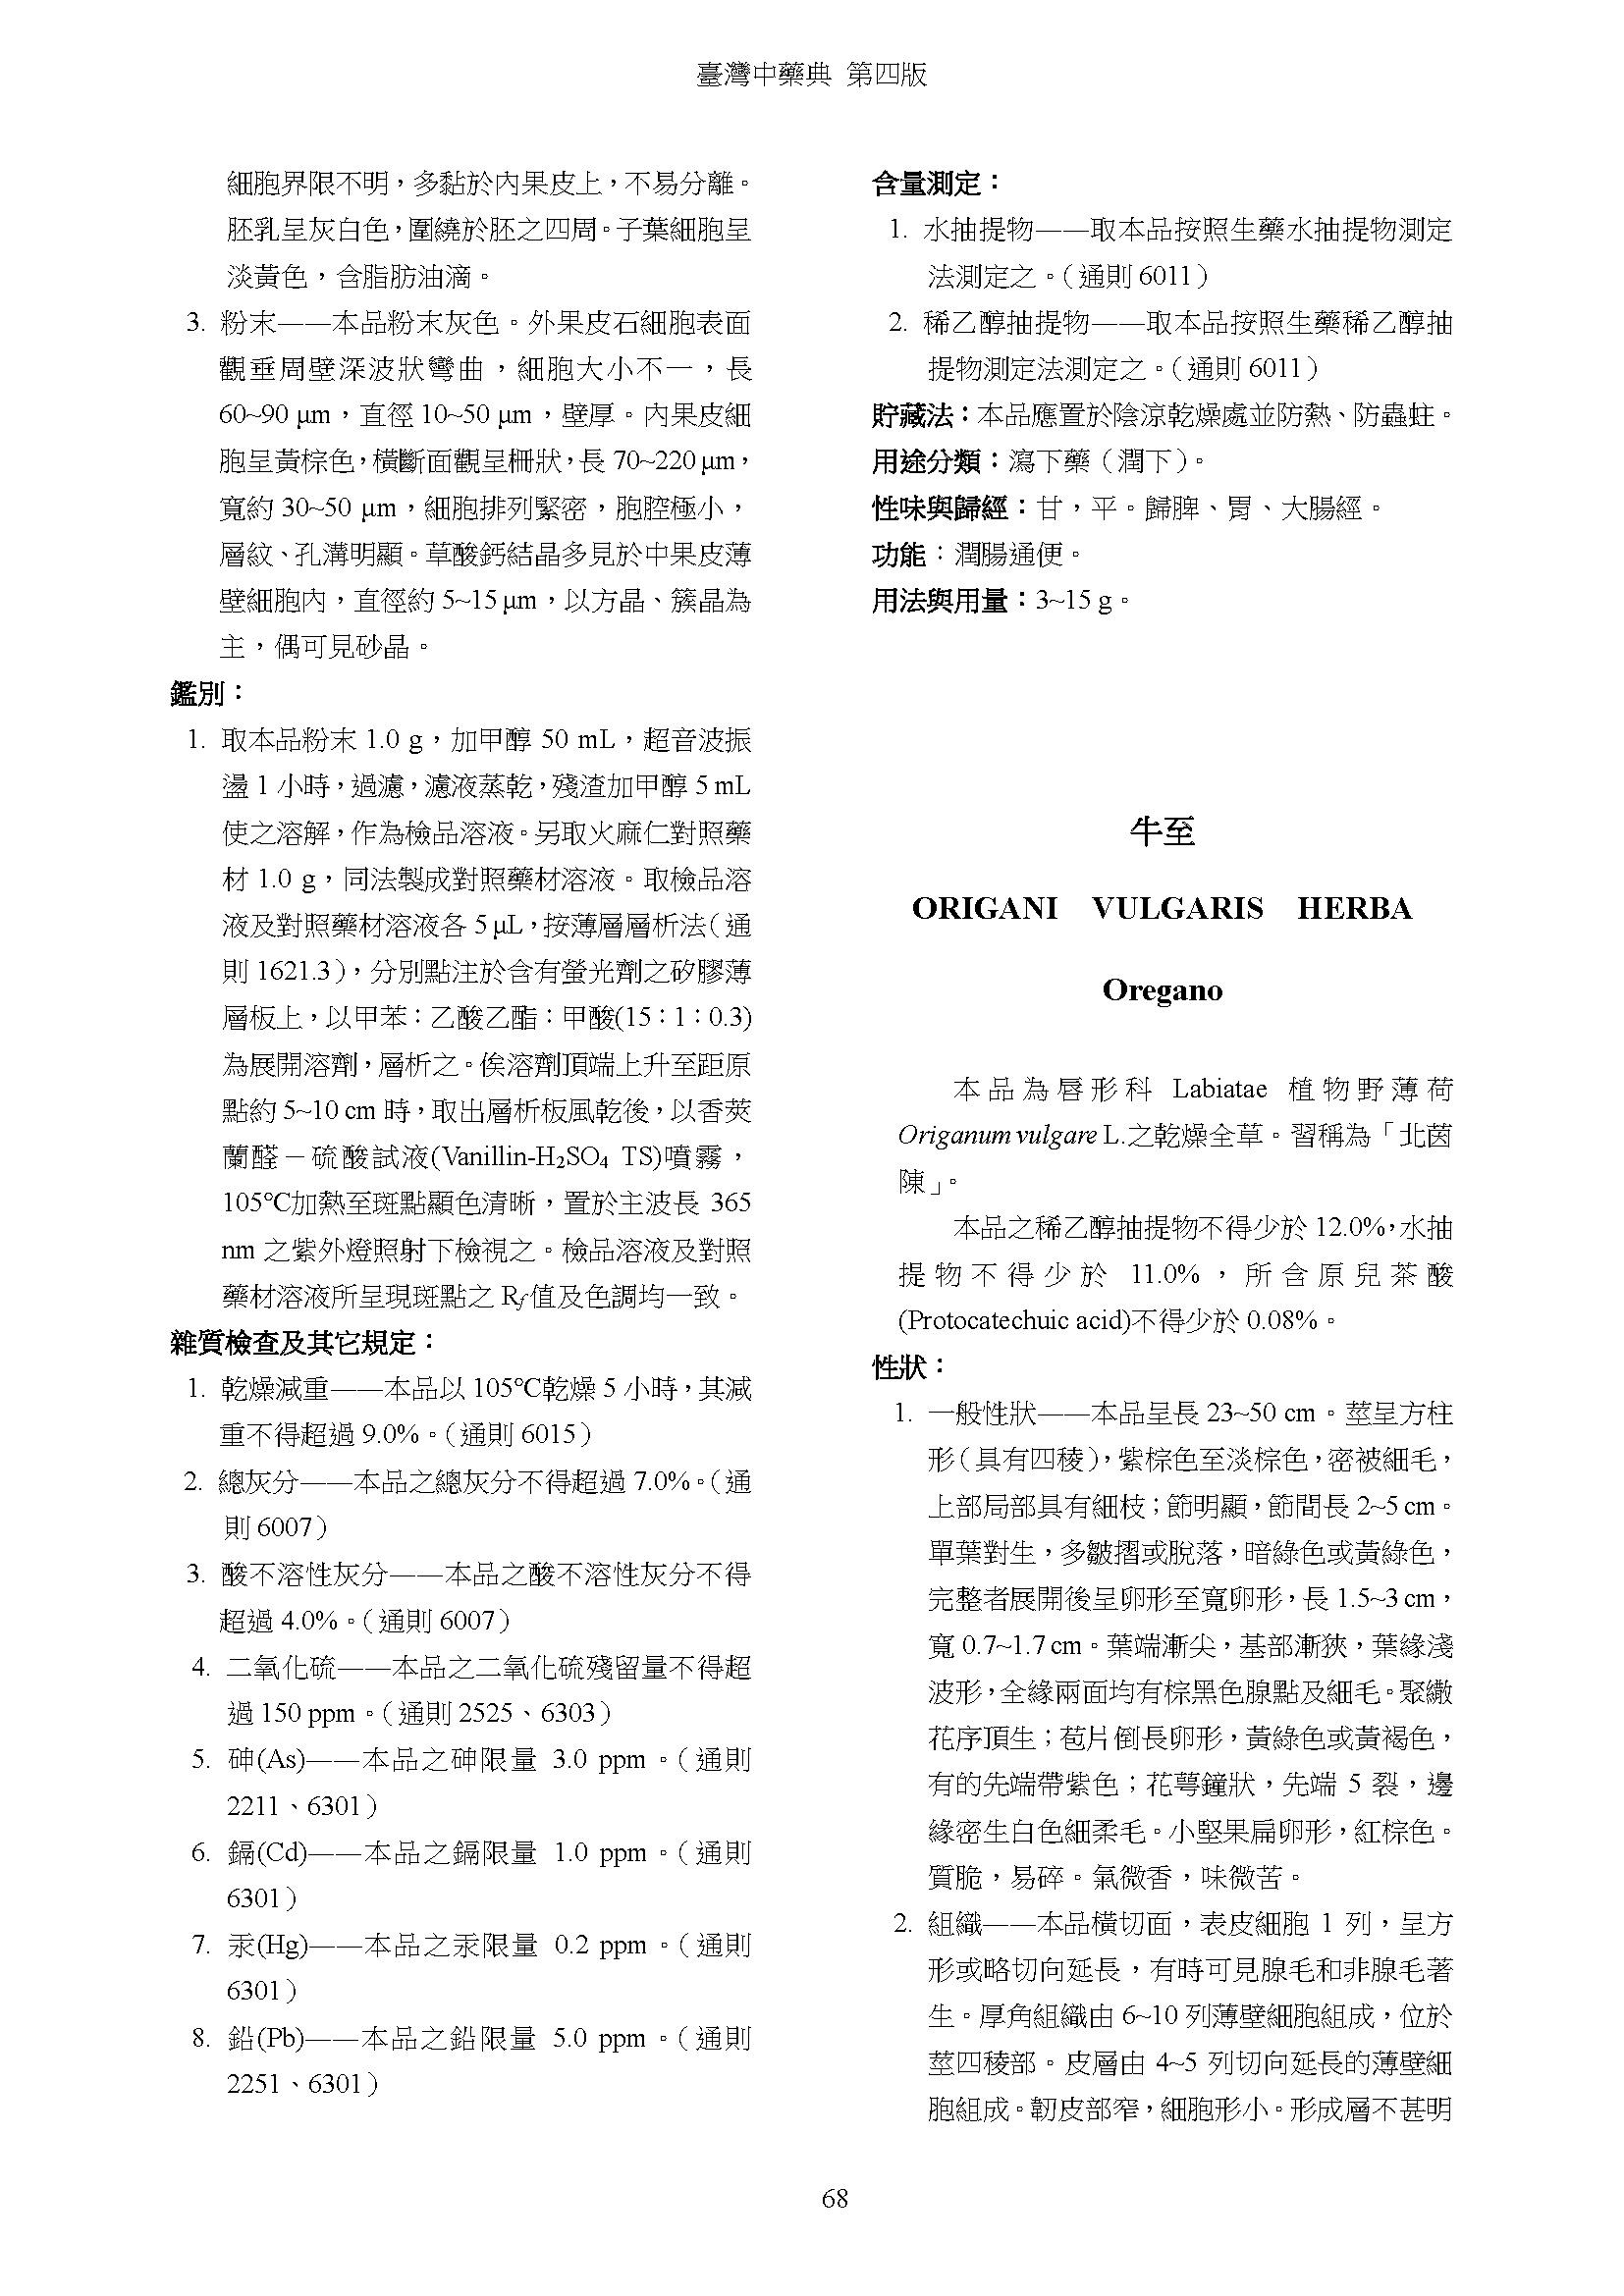 臺灣中藥典 第四版
細胞界限不明，多黏於內果皮上，不易分離。
胚乳呈灰白色，圍繞於胚之四周。子葉細胞呈
淡黃色，含脂肪油滴。
3. 粉末——本品粉末灰色。外果皮石細胞表面
觀垂周壁深波狀彎曲，細胞大小不一，長
60~90 μm，直徑 10~50 μm，壁厚。內果皮細
胞呈黃棕色，橫斷面觀呈柵狀，長 70~220 μm，
寬約 30~50 μm，細胞排列緊密，胞腔極小，
層紋、孔溝明顯。草酸鈣結晶多見於中果皮薄
壁細胞內，直徑約 5~15 μm，以方晶、簇晶為
主，偶可見砂晶。
鑑別：
1. 取本品粉末 1.0 g，加甲醇 50 mL，超音波振
盪 1 小時，過濾，濾液蒸乾，殘渣加甲醇 5 mL
使之溶解，作為檢品溶液。另取火麻仁對照藥
材 1.0 g，同法製成對照藥材溶液。取檢品溶
液及對照藥材溶液各 5 μL，按薄層層析法（通
則 1621.3），分別點注於含有螢光劑之矽膠薄
層板上，以甲苯：乙酸乙酯：甲酸(15：1：0.3)
為展開溶劑，層析之。俟溶劑頂端上升至距原
點約 5~10 cm 時，取出層析板風乾後，以香莢
蘭醛－硫酸試液(Vanillin-H₂SO₄ TS)噴霧，
105℃加熱至斑點顯色清晰，置於主波長 365
nm 之紫外燈照射下檢視之。檢品溶液及對照
藥材溶液所呈現斑點之 Rf值及色調均一致。
雜質檢查及其它規定：
1. 乾燥減重——本品以 105℃乾燥 5 小時，其減
重不得超過 9.0%。（通則 6015）
2. 總灰分——本品之總灰分不得超過 7.0%。（通
則 6007）
3. 酸不溶性灰分——本品之酸不溶性灰分不得
超過 4.0%。（通則 6007）
4. 二氧化硫——本品之二氧化硫殘留量不得超
過 150 ppm。（通則 2525、6303）
5. 砷(As)——本品之砷限量 3.0 ppm。（通則
2211、6301）
6. 鎘(Cd)——本品之鎘限量 1.0 ppm。（通則
6301）
7. 汞(Hg)——本品之汞限量 0.2 ppm。（通則
6301）
8. 鉛(Pb)——本品之鉛限量 5.0 ppm。（通則
2251、6301）
含量測定：
1. 水抽提物——取本品按照生藥水抽提物測定
法測定之。（通則 6011）
2. 稀乙醇抽提物——取本品按照生藥稀乙醇抽
提物測定法測定之。（通則 6011）
貯藏法：本品應置於陰涼乾燥處並防熱、防蟲蛀。
用途分類：瀉下藥（潤下）。
性味與歸經：甘，平。歸脾、胃、大腸經。
功能：潤腸通便。
用法與用量：3~15 g。
牛至
ORIGANI VULGARIS HERBA
Oregano
本品為唇形科 Labiatae 植物野薄荷
Origanum vulgare L.之乾燥全草。習稱為「北茵
陳」。
本品之稀乙醇抽提物不得少於 12.0%，水抽
提物不得少於 11.0%，所含原兒茶酸
(Protocatechuic acid)不得少於 0.08%。
性狀：
1. 一般性狀——本品呈長 23~50 cm。莖呈方柱
形（具有四稜），紫棕色至淡棕色，密被細毛，
上部局部具有細枝；節明顯，節間長 2~5 cm。
單葉對生，多皺摺或脫落，暗綠色或黃綠色，
完整者展開後呈卵形至寬卵形，長 1.5~3 cm，
寬 0.7~1.7 cm。葉端漸尖，基部漸狹，葉緣淺
波形，全緣兩面均有棕黑色腺點及細毛。聚繖
花序頂生；苞片倒長卵形，黃綠色或黃褐色，
有的先端帶紫色；花萼鐘狀，先端 5 裂，邊
緣密生白色細柔毛。小堅果扁卵形，紅棕色。
質脆，易碎。氣微香，味微苦。
2. 組織——本品橫切面，表皮細胞 1 列，呈方
形或略切向延長，有時可見腺毛和非腺毛著
生。厚角組織由 6~10 列薄壁細胞組成，位於
莖四稜部。皮層由 4~5 列切向延長的薄壁細
胞組成。韌皮部窄，細胞形小。形成層不甚明
68